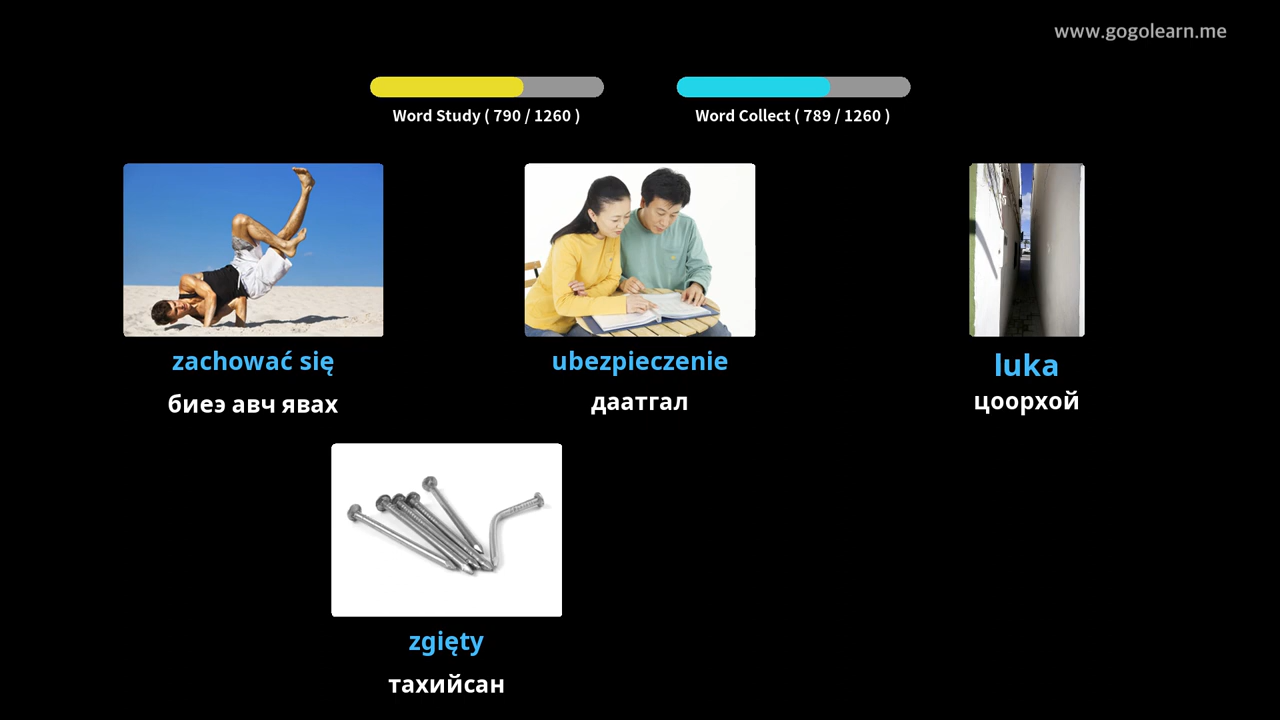 www.gogolearn.me
Word Study ( 790 / 1260 )
Word Collect ( 789 / 1260 )
zachować się
биеэ авч явах
ubezpieczenie
даатгал
luka
цоорхой
zgięty
тахийсан